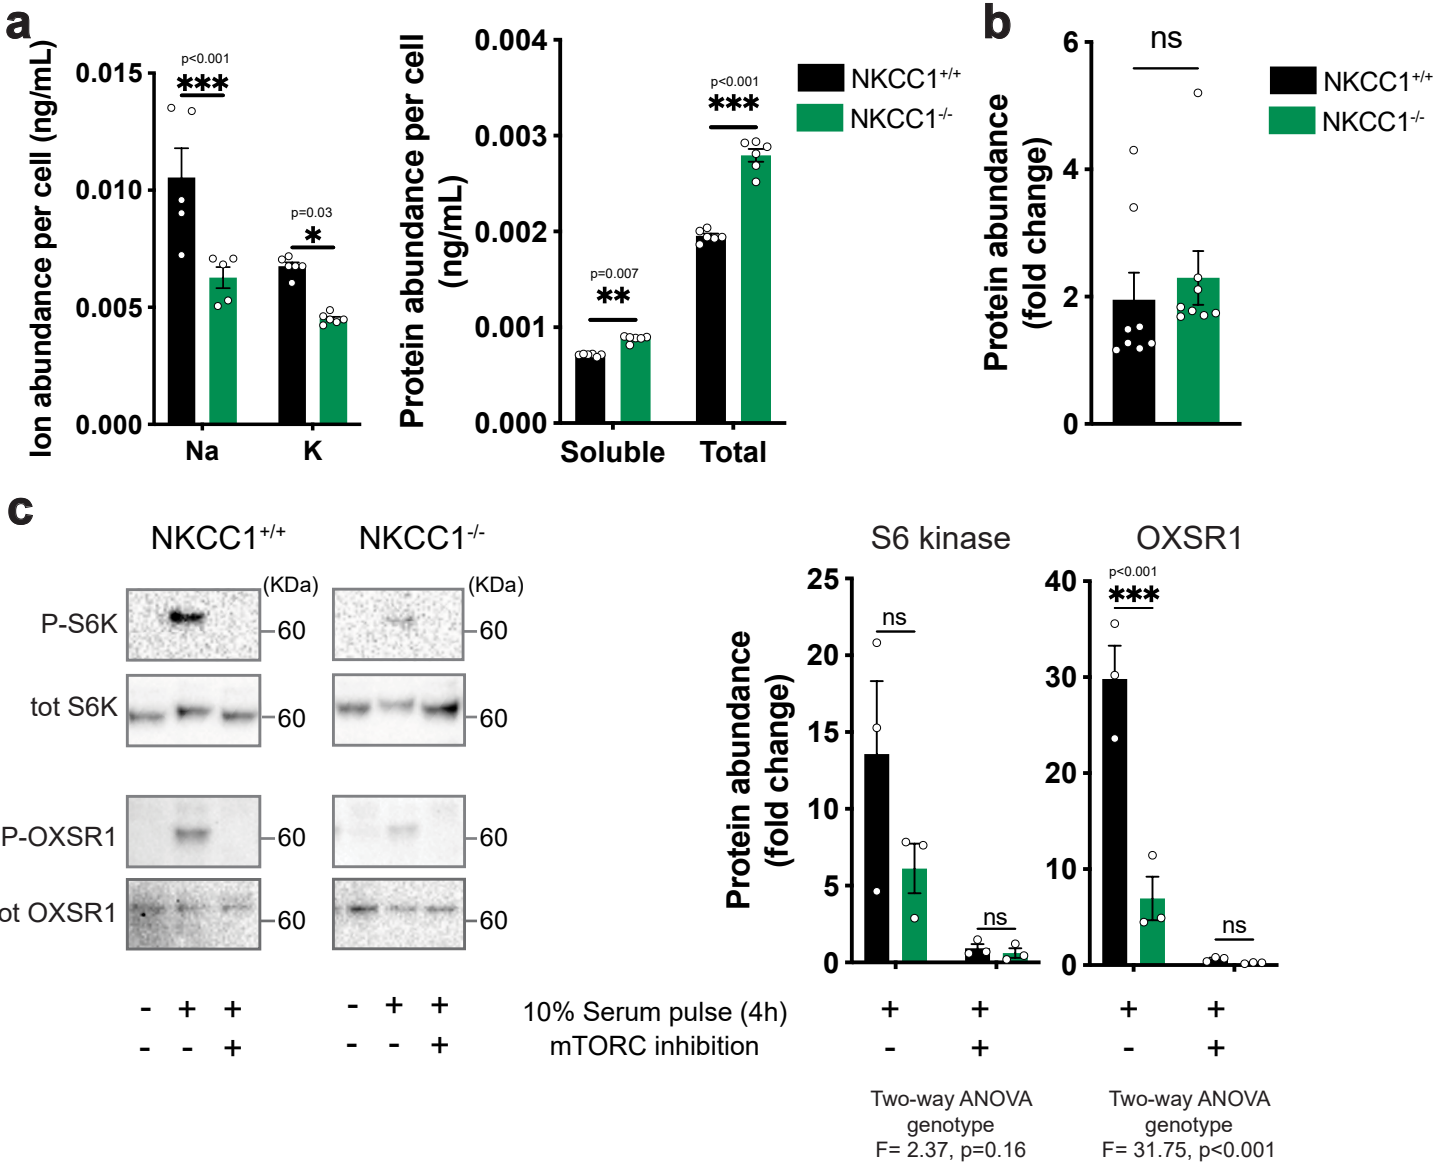 a
Ion abundance per cell (ng/mL)
0.015
0.010
0.005
0.000
p<0.001
***
p=0.03
*
Na
K
Protein abundance per cell
(ng/mL)
0.004
0.003
0.002
0.001
0.000
p=0.007
**
p<0.001
***
Soluble
Total
NKCC1+/+
NKCC1-/-
b
Protein abundance
(fold change)
6
4
2
0
ns
NKCC1+/+
NKCC1-/-
c
NKCC1+/+
NKCC1-/-
(KDa)
(KDa)
P-S6K
60
60
tot S6K
60
60
P-OXSR1
60
60
ot OXSR1
60
60
- + +
- + +
10% Serum pulse (4h)
- - +
- - +
mTORC inhibition
S6 kinase
Protein abundance
(fold change)
25
20
15
10
5
0
ns
ns
+ +
- +
Two-way ANOVA
genotype
F= 2.37, p=0.16
OXSR1
40
30
20
10
0
p<0.001
***
ns
+ +
- +
Two-way ANOVA
genotype
F= 31.75, p<0.001